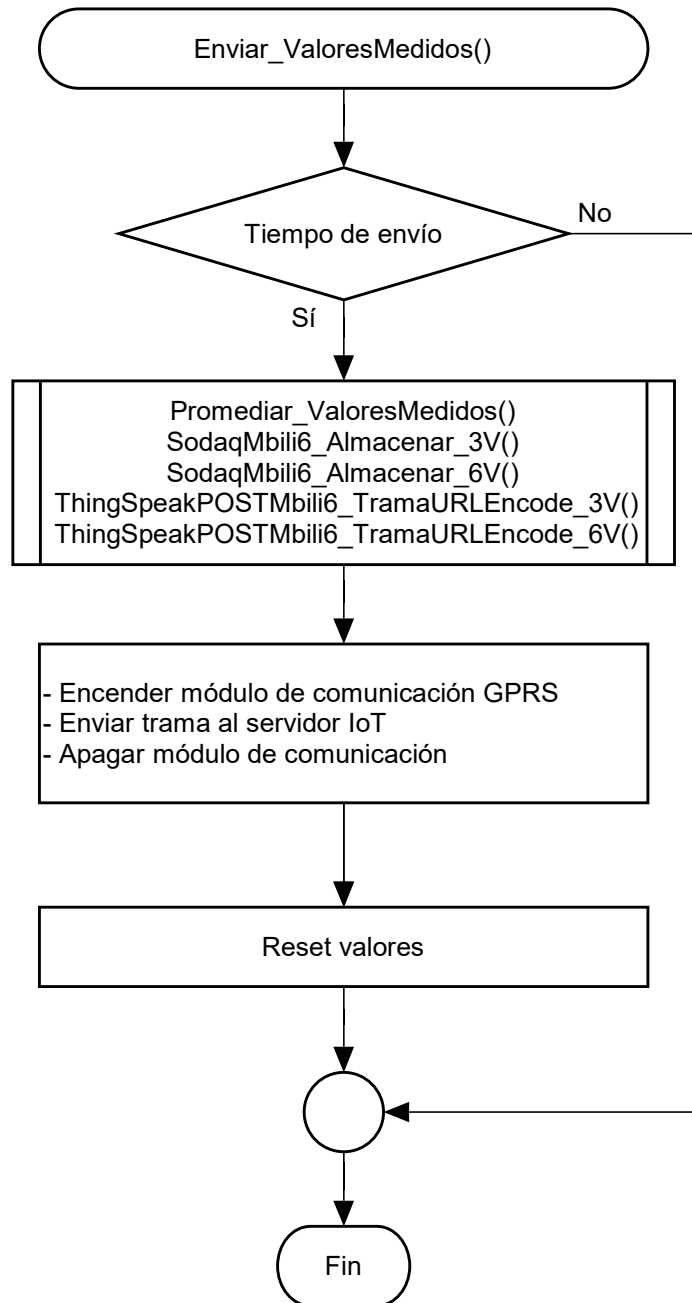 Enviar_ValoresMedidos()
Tiempo de envío
No
Sí
Promediar_ValoresMedidos()
SodaqMbili6_Almacenar_3V()
SodaqMbili6_Almacenar_6V()
ThingSpeakPOSTMbili6_TramaURLEncode_3V()
ThingSpeakPOSTMbili6_TramaURLEncode_6V()
- Encender módulo de comunicación GPRS
- Enviar trama al servidor IoT
- Apagar módulo de comunicación
Reset valores
Fin